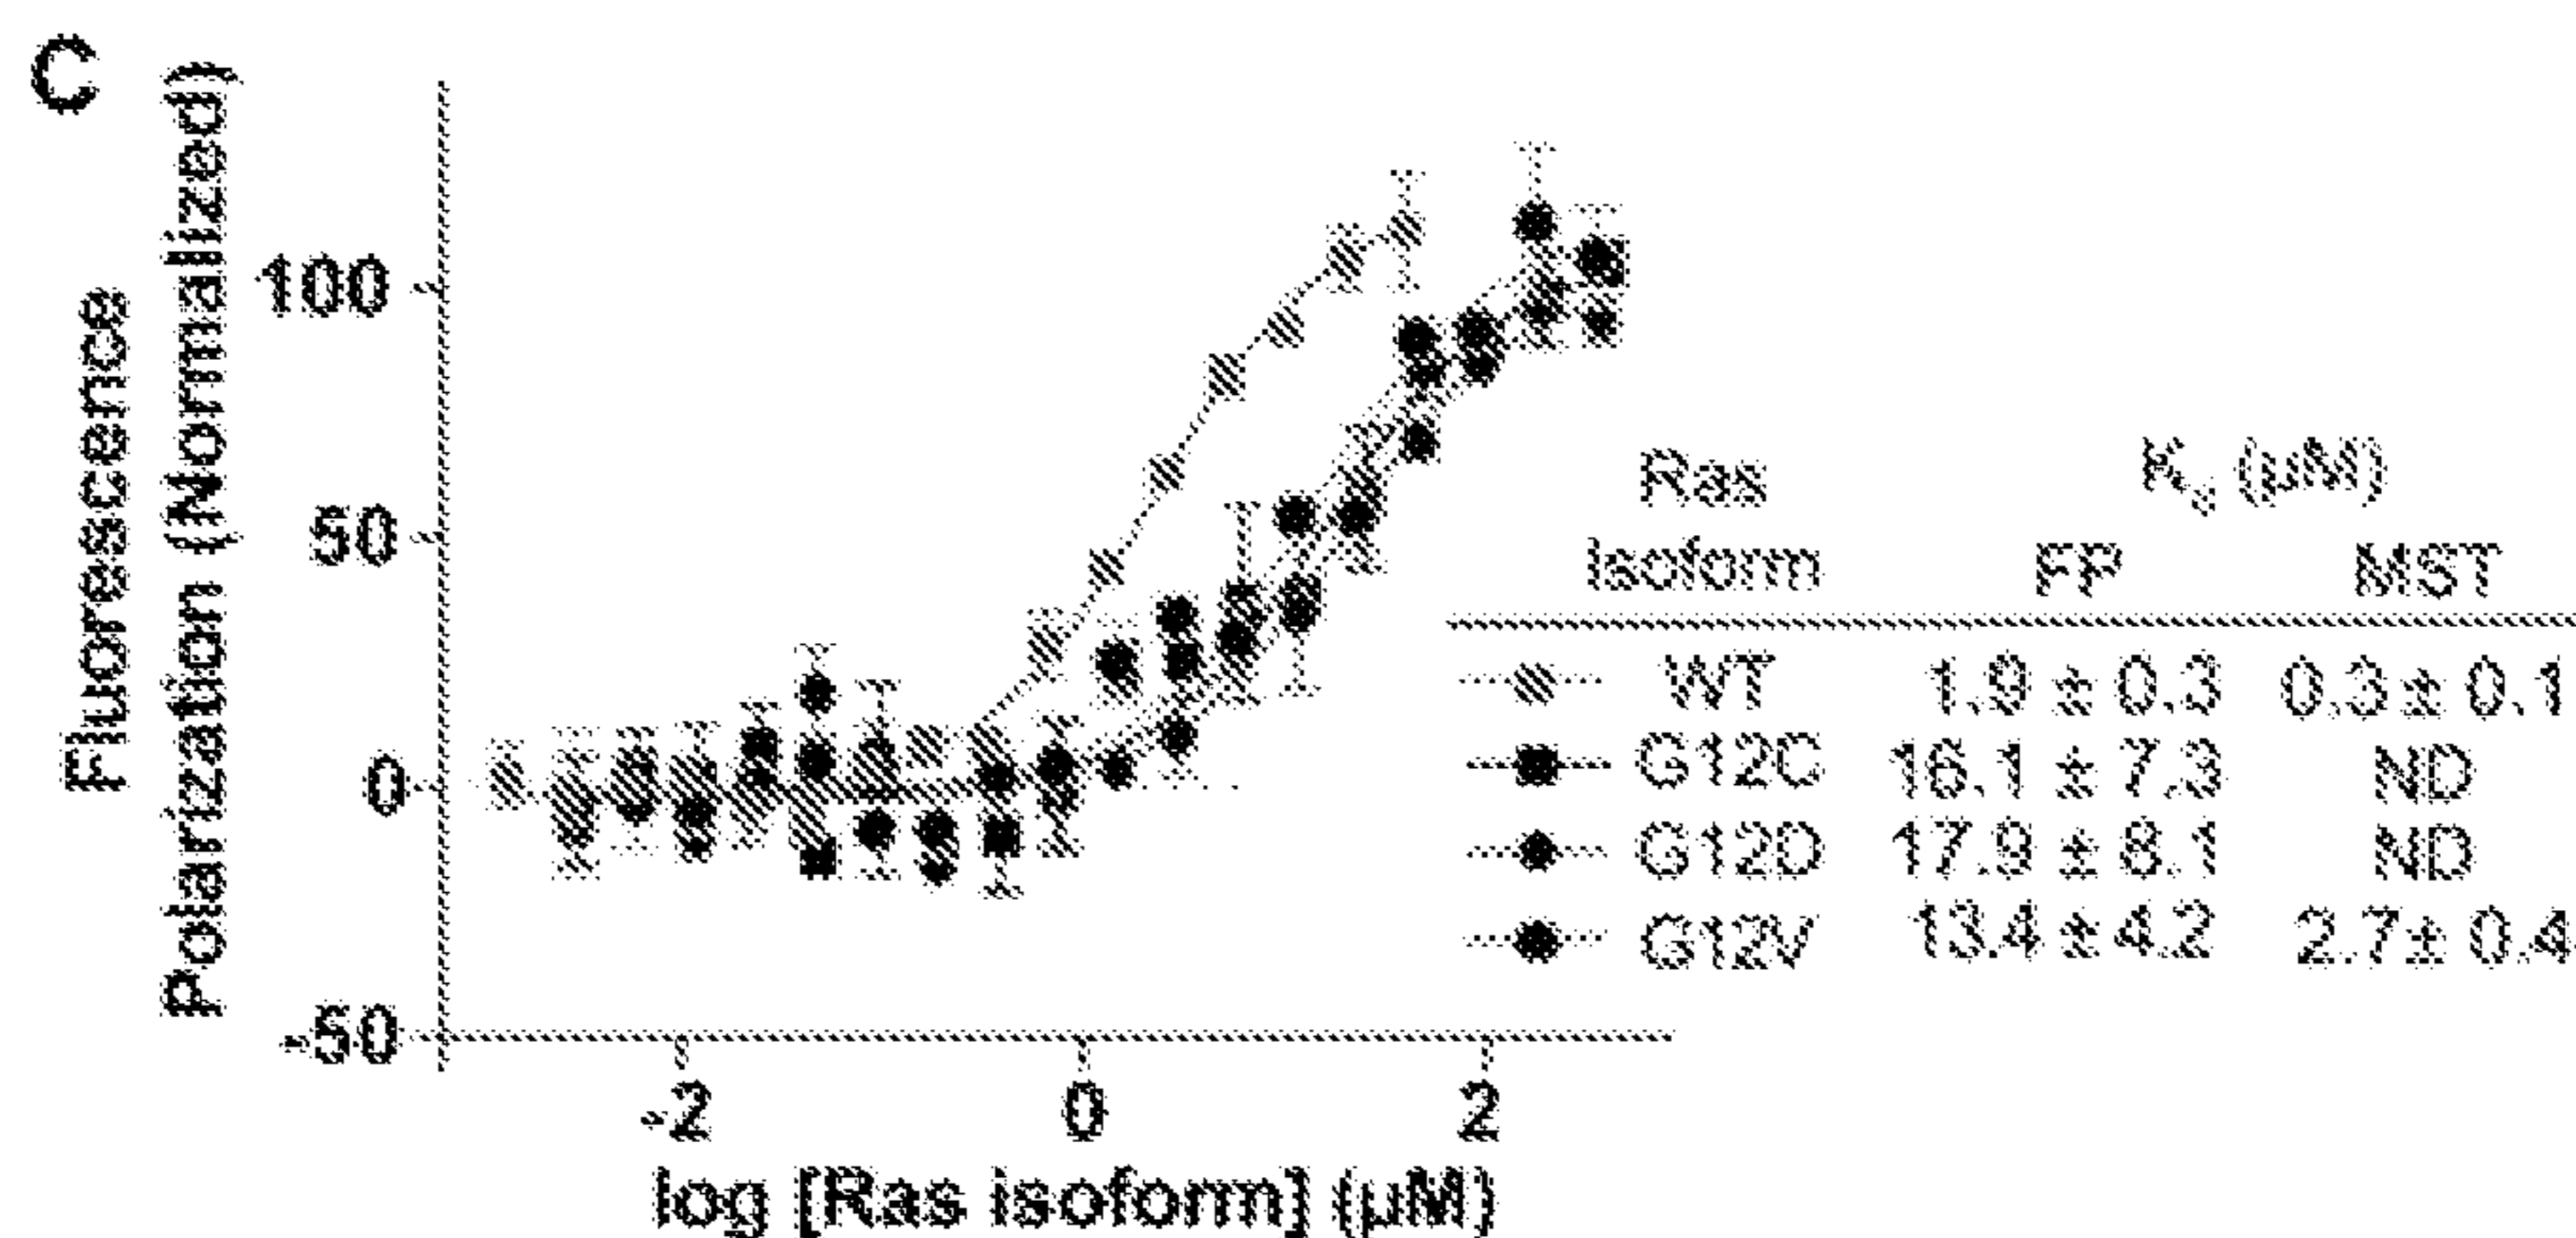 C
Fluorescence
Polarization (Normalized)
100
50
0
-50
-2 0 2
log [Ras isoform] (μM)
Ras Kd (μM)
Isoform FP MST
WT 1.9 ± 0.3 0.3 ± 0.1
G12C 16.1 ± 7.3 ND
G12D 17.9 ± 8.1 ND
G12V 13.4 ± 4.2 2.7± 0.4